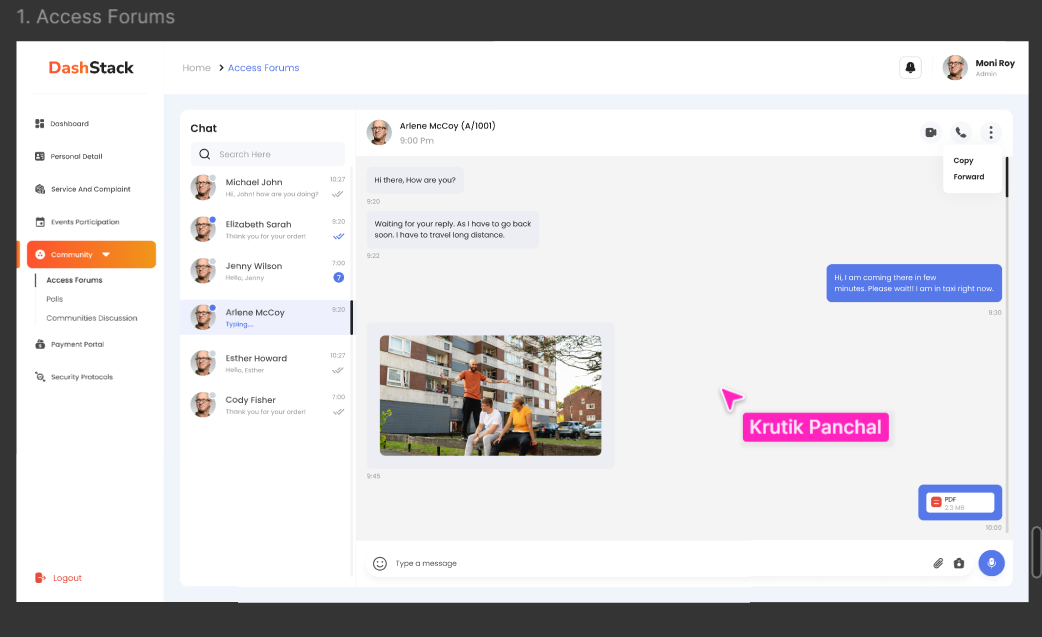 1. Access Forums
DashStack
Home > Access Forums
Moni Roy
Admin
Dashboard
Personal Detail
Service And Complaint
Events Participation
Community
Access Forums
Polls
Communities Discussion
Payment Portal
Security Protocols
Logout
Chat
Search Here
Michael John
10:27
Hi, John! how are you doing?
Elizabeth Sarah
9:20
Thank you for your order!
Jenny Wilson
7:00
Hello, Jenny
7
Arlene McCoy
9:20
Typing...
Esther Howard
10:27
Hello, Esther
Cody Fisher
7:00
Thank you for your order!
Arlene McCoy (A/1001)
9:00 Pm
Copy
Forward
Hi there, How are you?
9:20
Waiting for your reply. As I have to go back
soon. I have to travel long distance.
9:22
Hi, I am coming there in few
minutes. Please wait!! I am in taxi right now.
9:30
9:45
Krutik Panchal
PDF
2.3 MB
10:00
Type a message